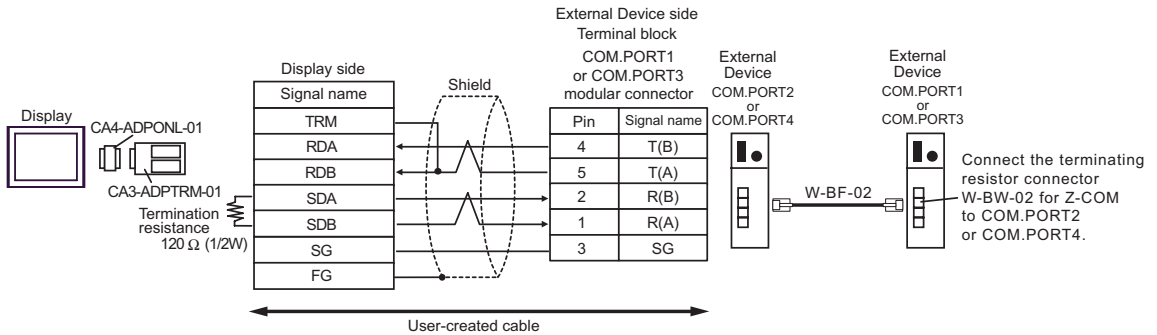 Display
CA4-ADPONL-01
CA3-ADPTRM-01
Display side
Signal name
TRM
RDA
RDB
SDA
SDB
SG
FG
Termination
resistance
120 Ω (1/2W)
Shield
External Device side
Terminal block
COM.PORT1
or COM.PORT3
modular connector
Pin Signal name
4 T(B)
5 T(A)
2 R(B)
1 R(A)
3 SG
External
Device
COM.PORT2
or
COM.PORT4
W-BF-02
External
Device
COM.PORT1
or
COM.PORT3
Connect the terminating
resistor connector
W-BW-02 for Z-COM
to COM.PORT2
or COM.PORT4.
User-created cable